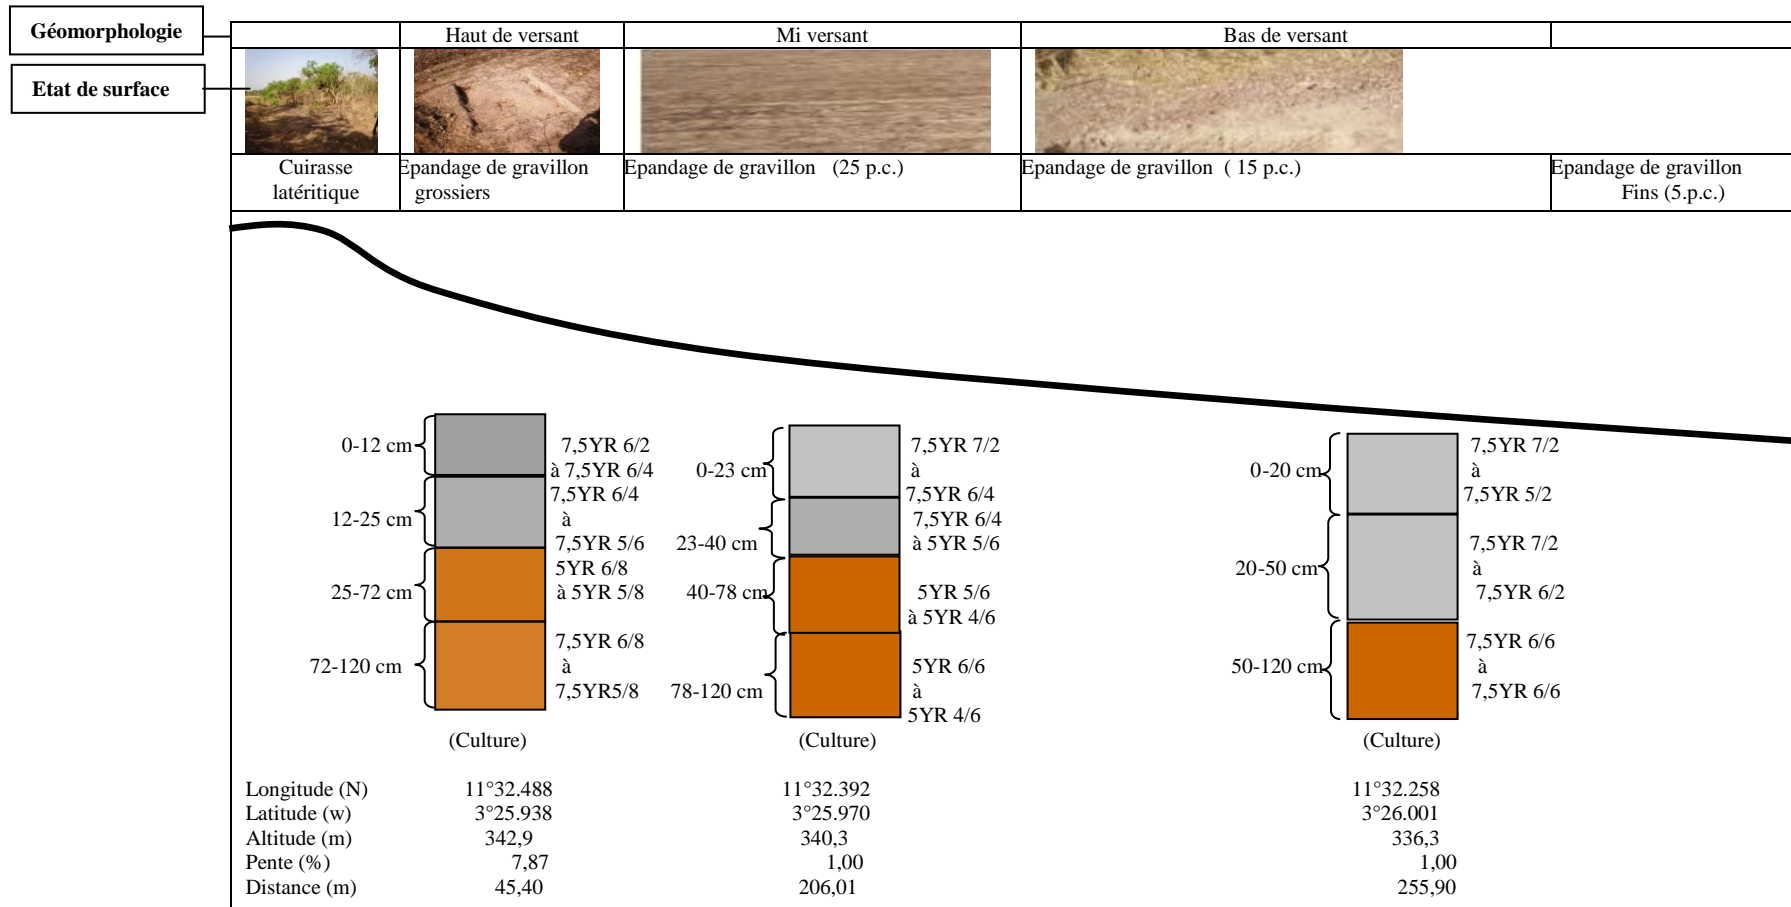 Géomorphologie
Haut de versant
Mi versant
Bas de versant
Etat de surface
Cuirasse
latéritique
Epandage de gravillon
grossiers
Epandage de gravillon (25 p.c.)
Epandage de gravillon ( 15 p.c.)
Epandage de gravillon
Fins (5.p.c.)
0-12 cm
7,5YR 6/2
à 7,5YR 6/4
12-25 cm
7,5YR 6/4
à
7,5YR 5/6
25-72 cm
5YR 6/8
à 5YR 5/8
72-120 cm
7,5YR 6/8
à
7,5YR5/8
(Culture)
0-23 cm
7,5YR 7/2
à
7,5YR 6/4
23-40 cm
7,5YR 6/4
à 5YR 5/6
40-78 cm
5YR 5/6
à 5YR 4/6
78-120 cm
5YR 6/6
à
5YR 4/6
(Culture)
0-20 cm
7,5YR 7/2
à
7,5YR 5/2
20-50 cm
7,5YR 7/2
à
7,5YR 6/2
50-120 cm
7,5YR 6/6
à
7,5YR 6/6
(Culture)
Longitude (N) 11°32.488 11°32.392 11°32.258
Latitude (w) 3°25.938 3°25.970 3°26.001
Altitude (m) 342,9 340,3 336,3
Pente (%) 7,87 1,00 1,00
Distance (m) 45,40 206,01 255,90